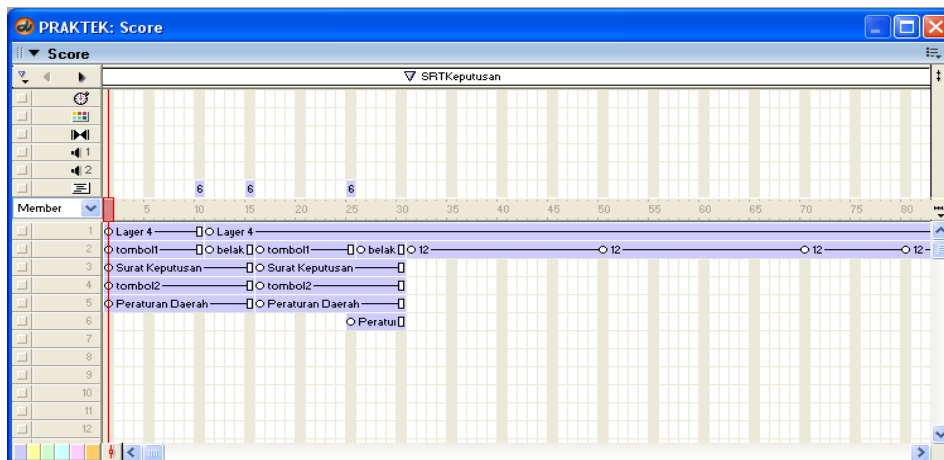 PRAKTEK: Score
Score
SRTKeputusan
1
2
6 6 6
Member 5 10 15 20 25 30 35 40 45 50 55 60 65 70 75 80
1 Layer 4 Layer 4
2 tombol1 belak tombol1 belak 12 12 12 12
3 Surat Keputusan Surat Keputusan
4 tombol2 tombol2
5 Peraturan Daerah Peraturan Daerah
6 Peratur
7
8
9
10
11
12